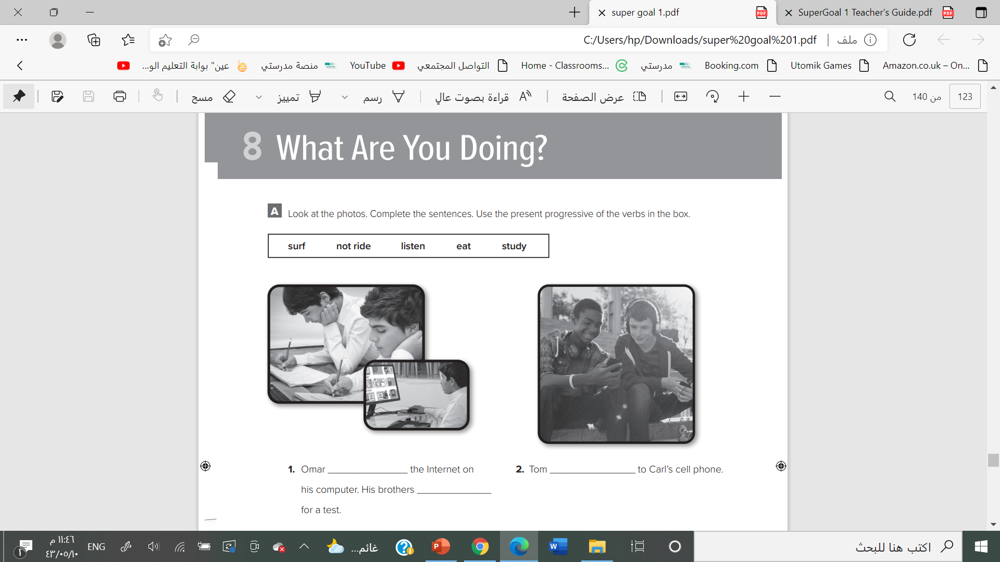 super goal 1.pdf
SuperGoal 1 Teacher's Guide.pdf
C:/Users/hp/Downloads/super%20goal%201.pdf | ملف
عين" بوابة التعليم الو...
منصة مدرستي
YouTube
التواصل المجتمعي
Home - Classrooms...
مدرستي
Booking.com
Utomik Games
Amazon.co.uk – On...
مسح
تمييز
رسم
قراءة بصوت عالٍ
عرض الصفحة
من 140
123
8 What Are You Doing?
A Look at the photos. Complete the sentences. Use the present progressive of the verbs in the box.
surf not ride listen eat study
1. Omar ______________ the Internet on
his computer. His brothers _____________
for a test.
2. Tom _______________ to Carl's cell phone.
١١:٤٦ م
٤٣/٠٥/١٠
ENG
غائم...
اكتب هنا للبحث
١